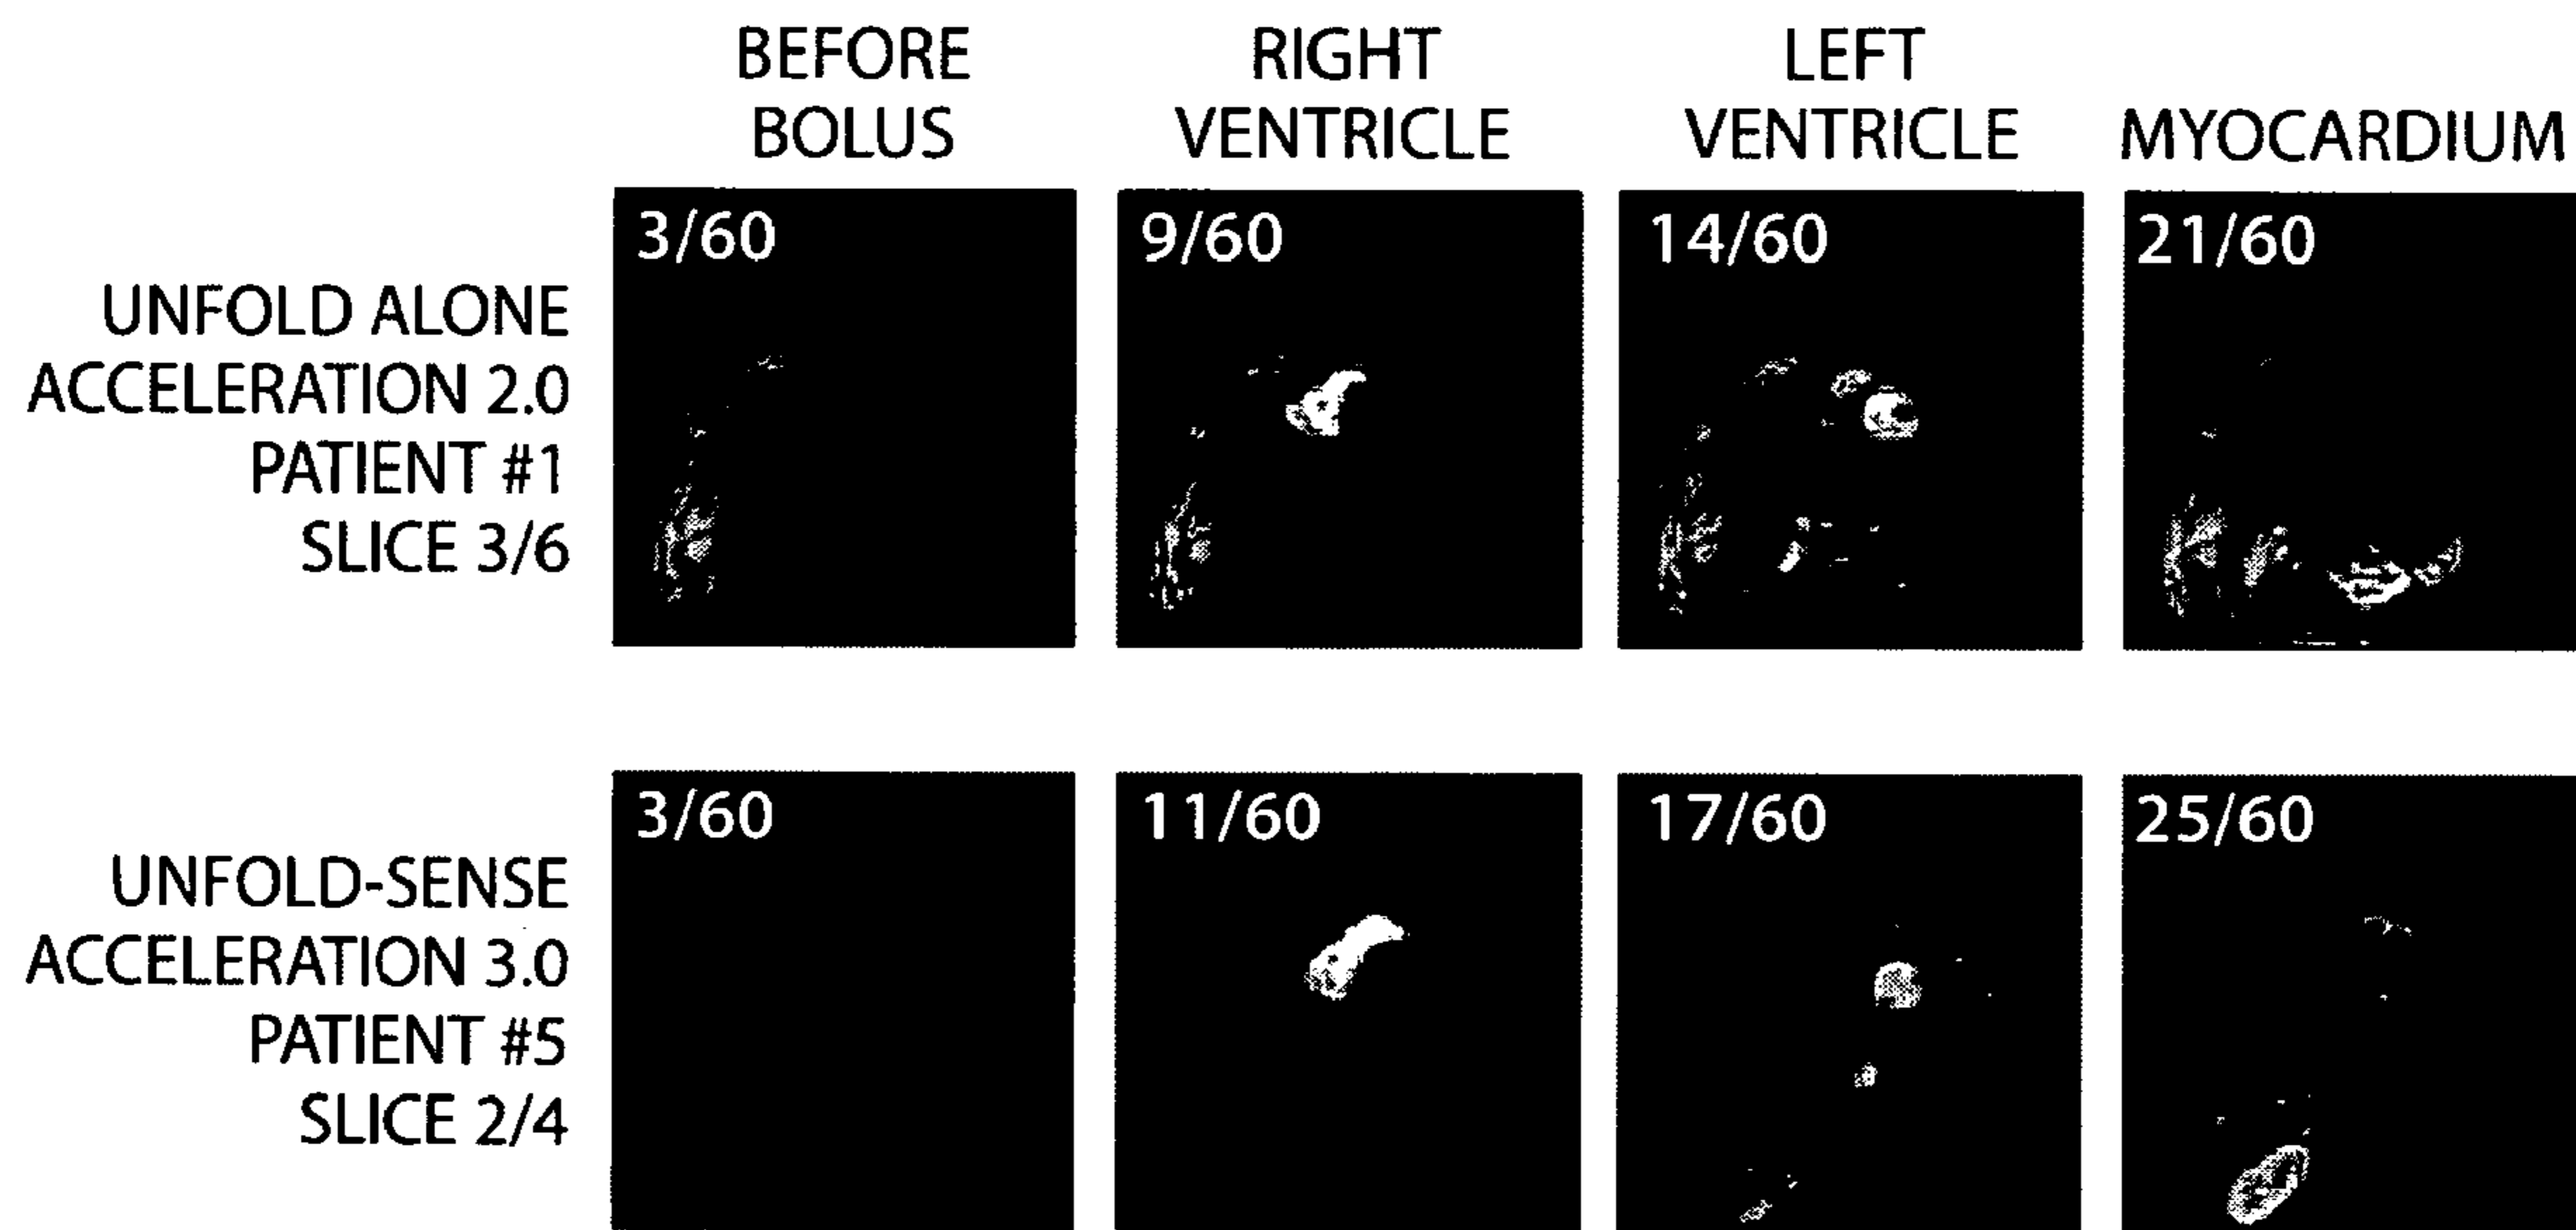 BEFORE
BOLUS
RIGHT
VENTRICLE
LEFT
VENTRICLE
MYOCARDIUM
UNFOLD ALONE
ACCELERATION 2.0
PATIENT #1
SLICE 3/6
3/60
9/60
14/60
21/60
UNFOLD-SENSE
ACCELERATION 3.0
PATIENT #5
SLICE 2/4
3/60
11/60
17/60
25/60